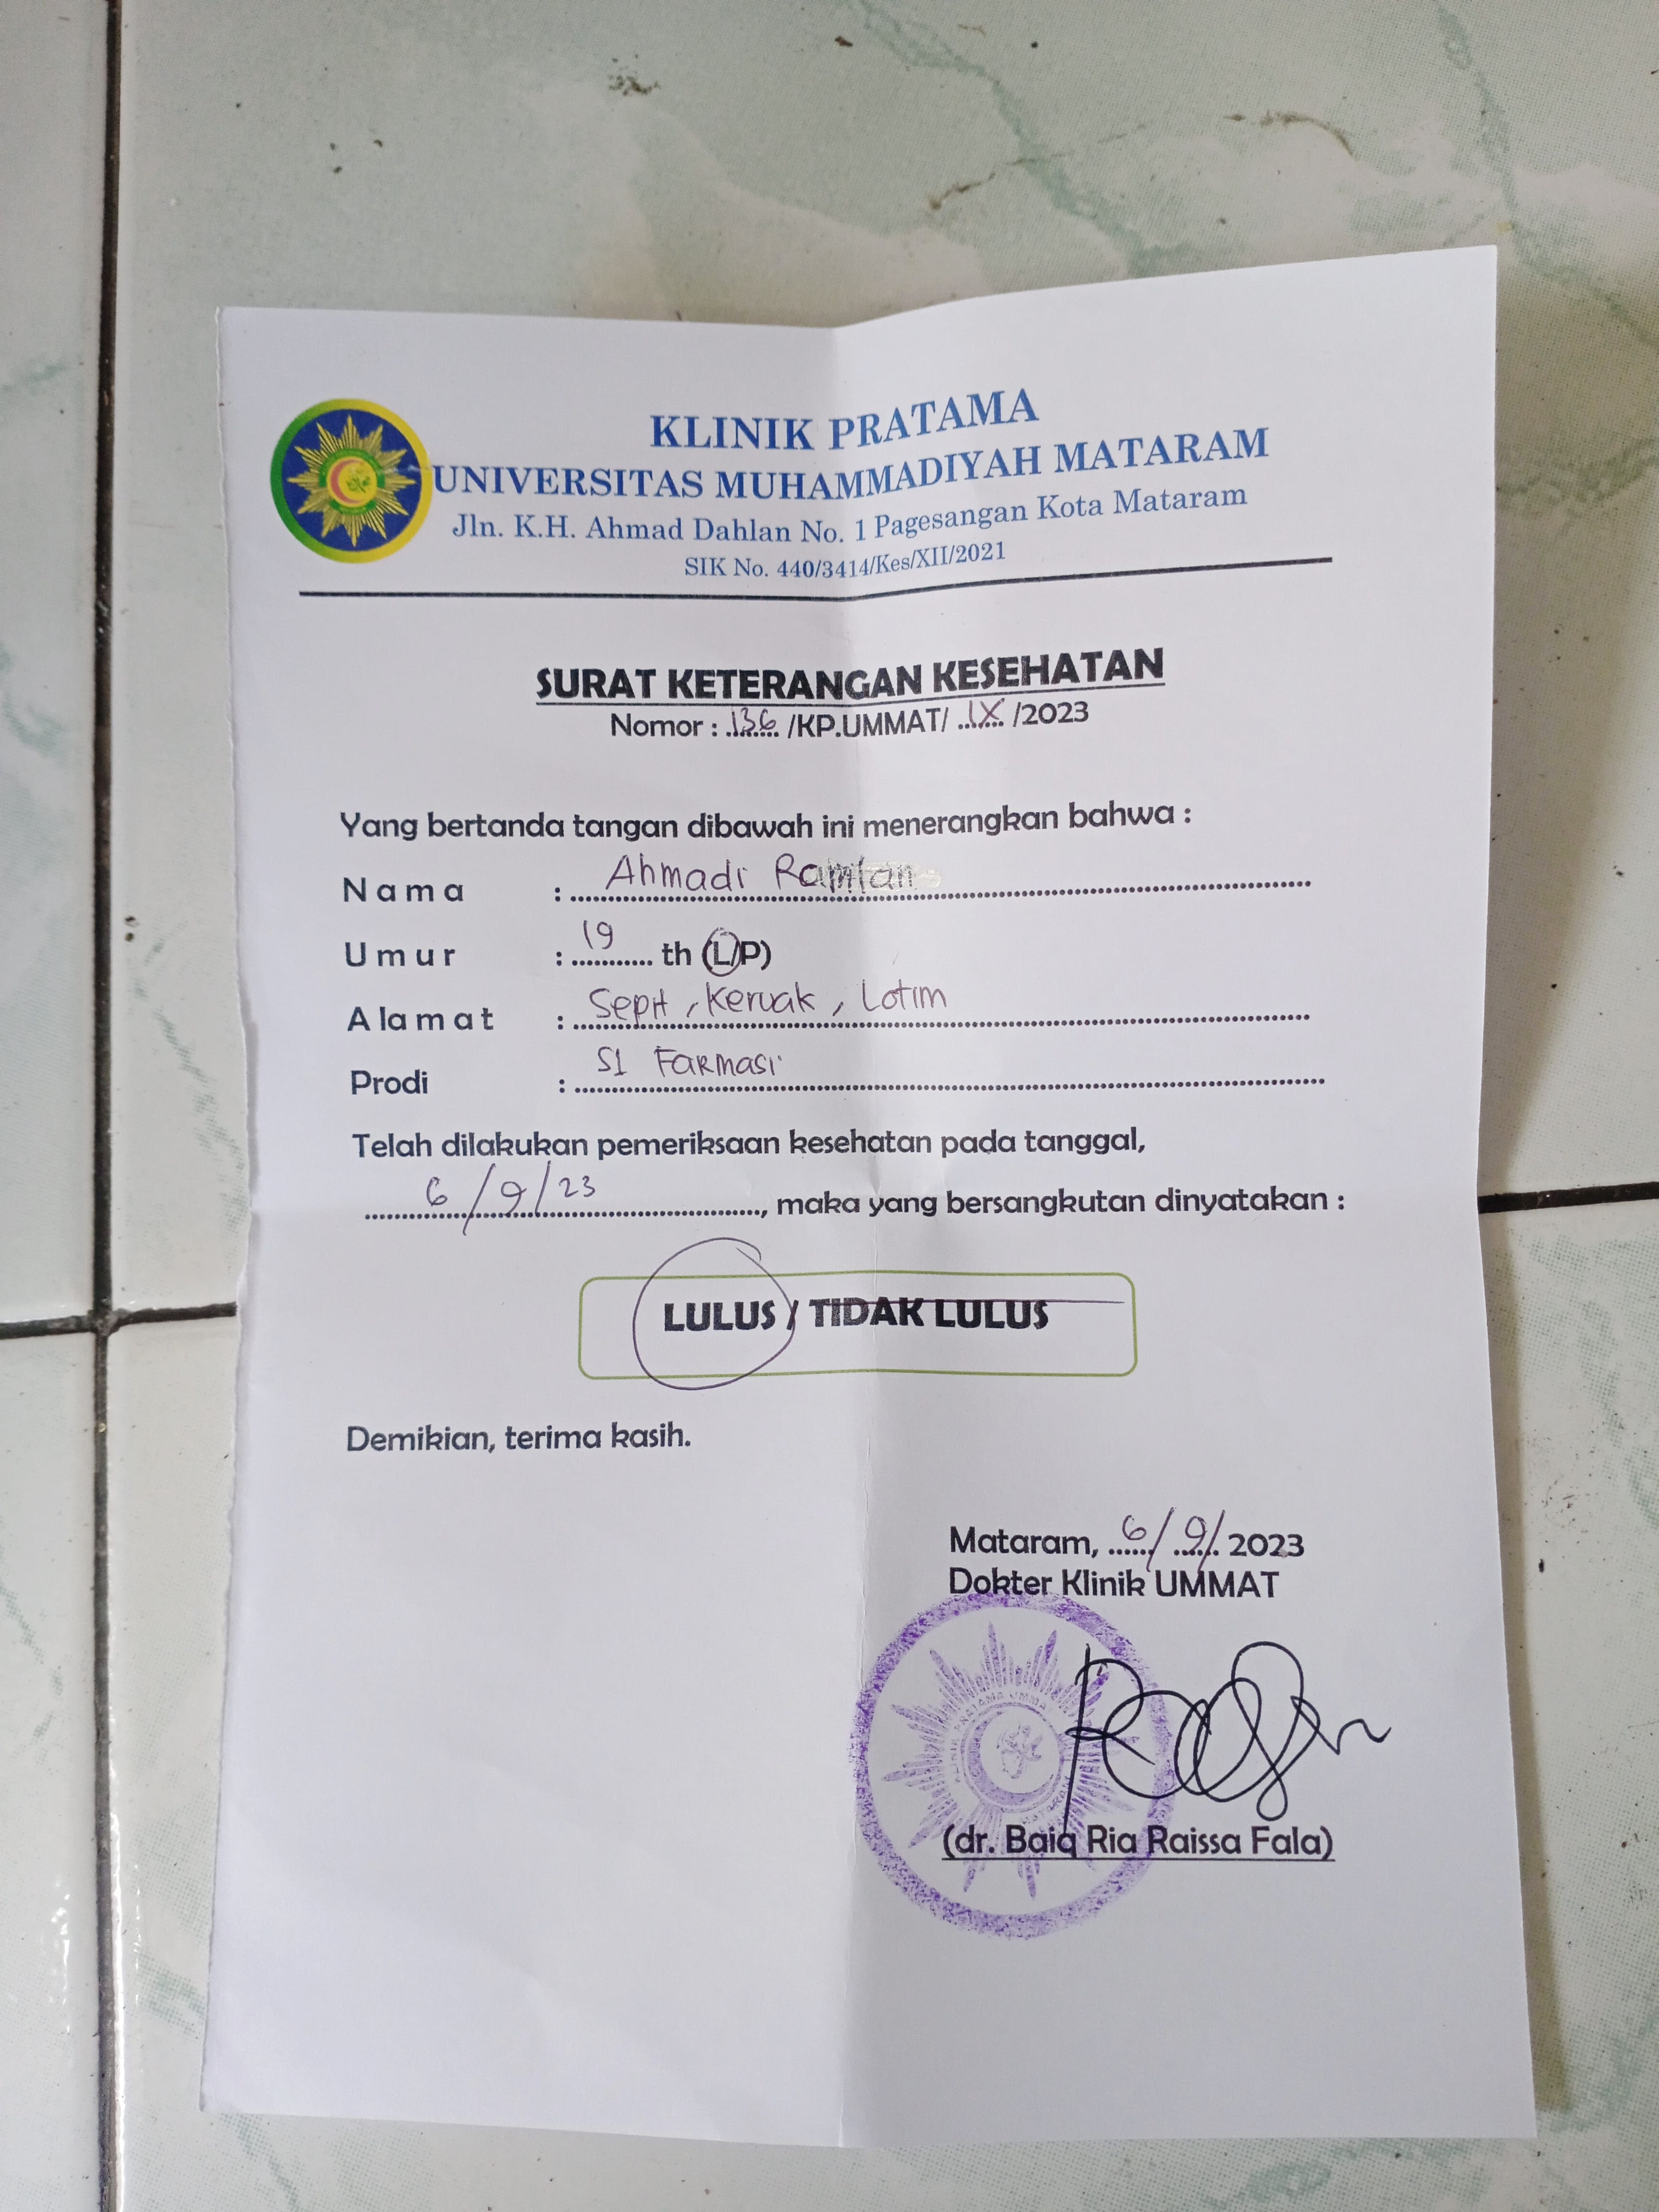 KLINIK PRATAMA
UNIVERSITAS MUHAMMADIYAH MATARAM
Jln. K.H. Ahmad Dahlan No. 1 Pagesangan Kota Mataram
SIK No. 440/3414/Kes/XII/2021
SURAT KETERANGAN KESEHATAN
Nomor : 136 /KP.UMMAT/ IX /2023
Yang bertanda tangan dibawah ini menerangkan bahwa :
Nama : Ahmadi Ramlan
Umur : 19 th (L/P)
Alamat : Sepit, Keruak, Lotim
Prodi : S1 Farmasi
Telah dilakukan pemeriksaan kesehatan pada tanggal,
6/9/23, maka yang bersangkutan dinyatakan :
LULUS / TIDAK LULUS
Demikian, terima kasih.
Mataram, 6/9/2023
Dokter Klinik UMMAT
(dr. Baiq Ria Raissa Fala)